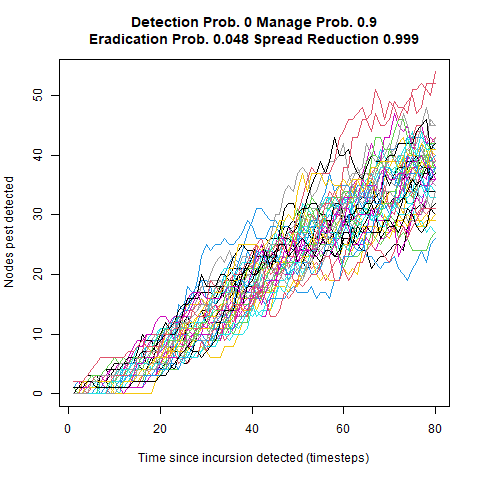 Detection Prob. 0 Manage Prob. 0.9
Eradication Prob. 0.048 Spread Reduction 0.999
Nodes pest detected
50
40
30
20
10
0
0 20 40 60 80
Time since incursion detected (timesteps)